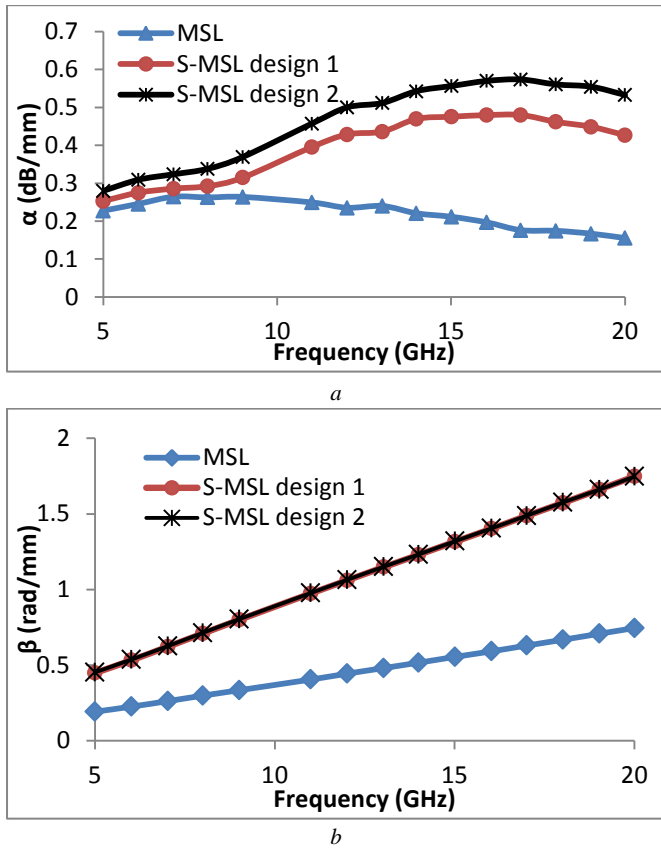 0.7
0.6
0.5
0.4
0.3
0.2
0.1
0
α (dB/mm)
MSL
S-MSL design 1
S-MSL design 2
5 10 15 20
Frequency (GHz)
a
2
1.5
1
0.5
0
β (rad/mm)
MSL
S-MSL design 1
S-MSL design 2
5 10 15 20
Frequency (GHz)
b